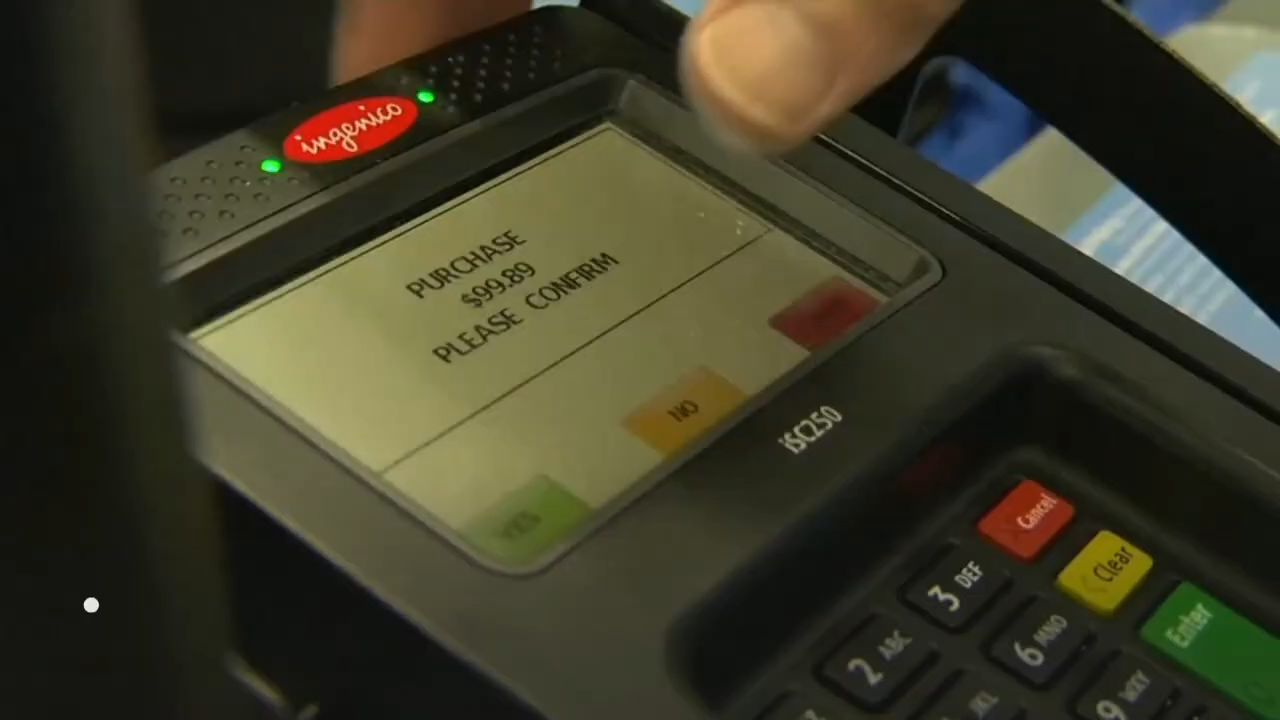 ingenico
PURCHASE
$99.89
PLEASE CONFIRM
NO
YES
iSC250
Cancel
3 DEF
Clear
2 ABC
6 MNO
Enter
9 WXY